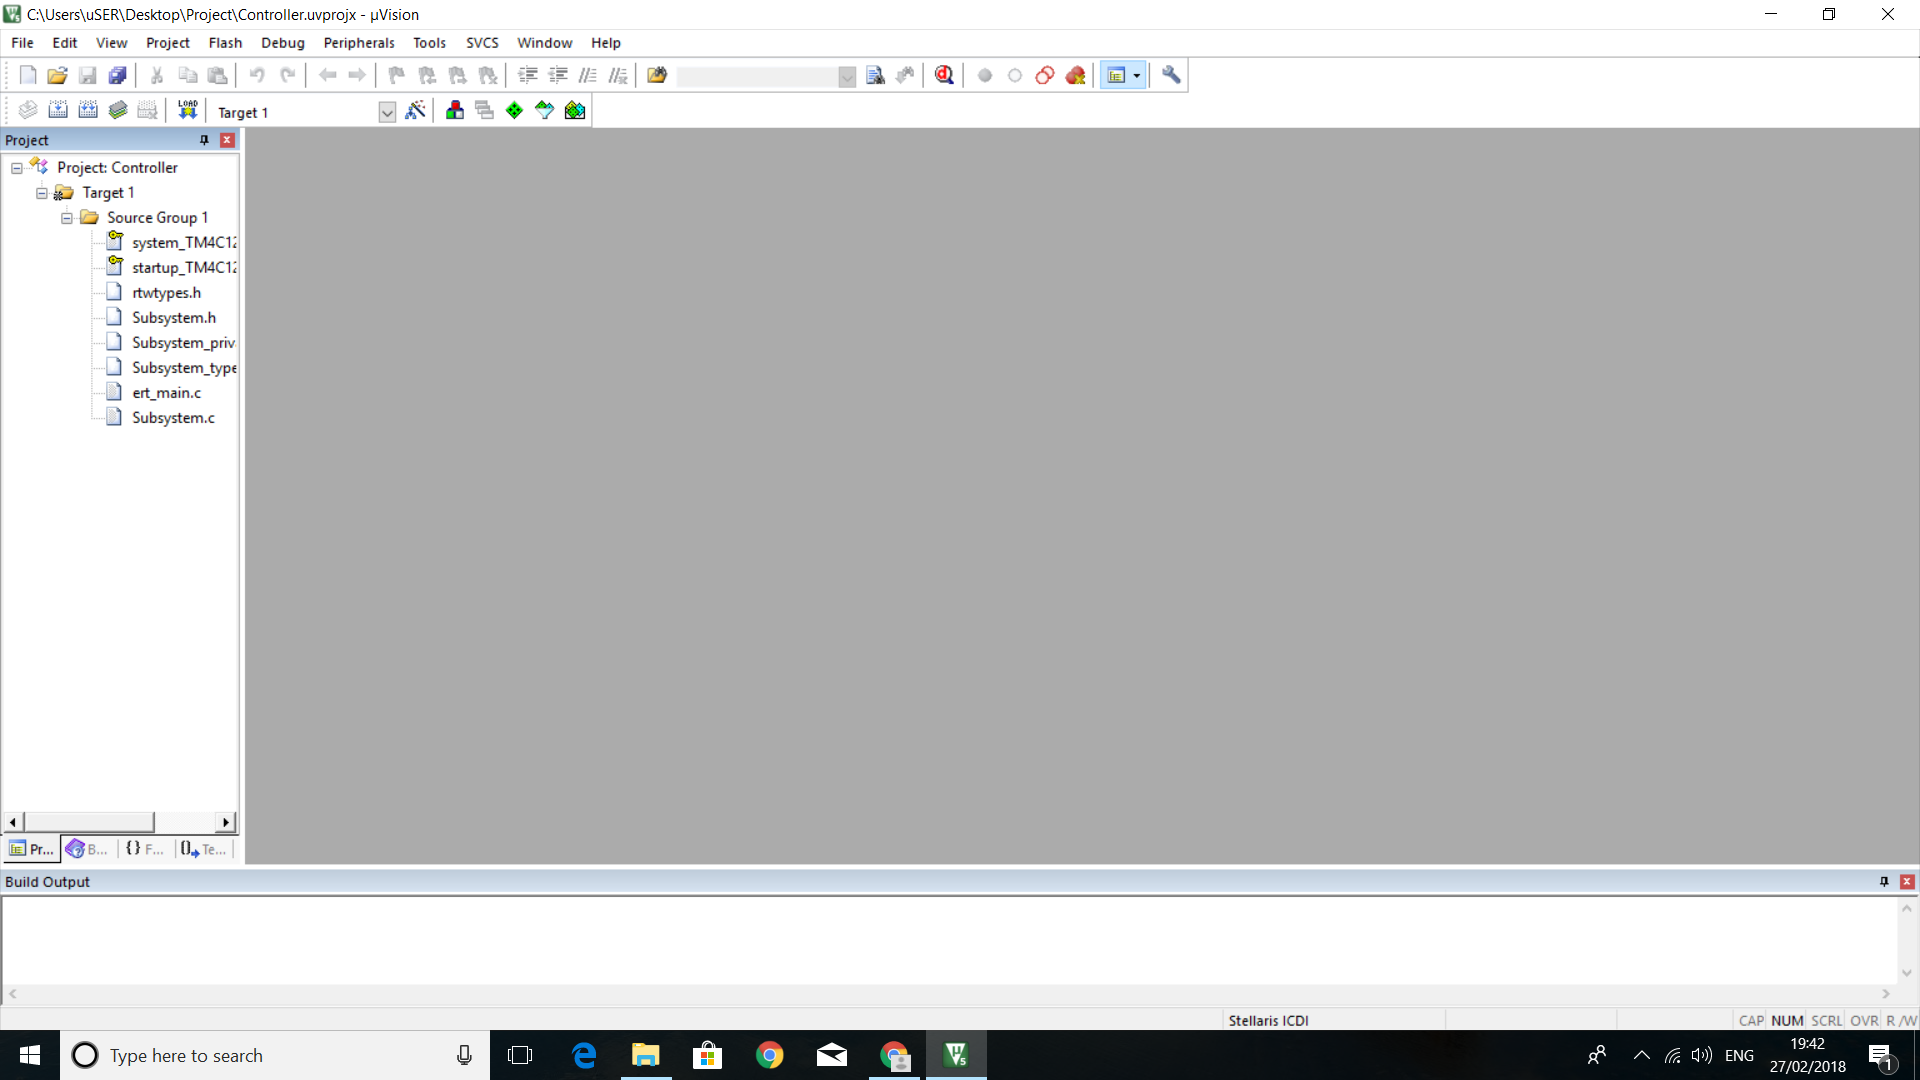 C:\Users\uSER\Desktop\Project\Controller.uvprojx - µVision
File Edit View Project Flash Debug Peripherals Tools SVCS Window Help
LOAD Target 1
Project
Project: Controller
Target 1
Source Group 1
system_TM4C12
startup_TM4C12
rtwtypes.h
Subsystem.h
Subsystem_priv
Subsystem_type
ert_main.c
Subsystem.c
Pr... B... {} F... Te...
Build Output
Stellaris ICDI CAP NUM SCRL OVR R /W
Type here to search
ENG
19:42
27/02/2018
1